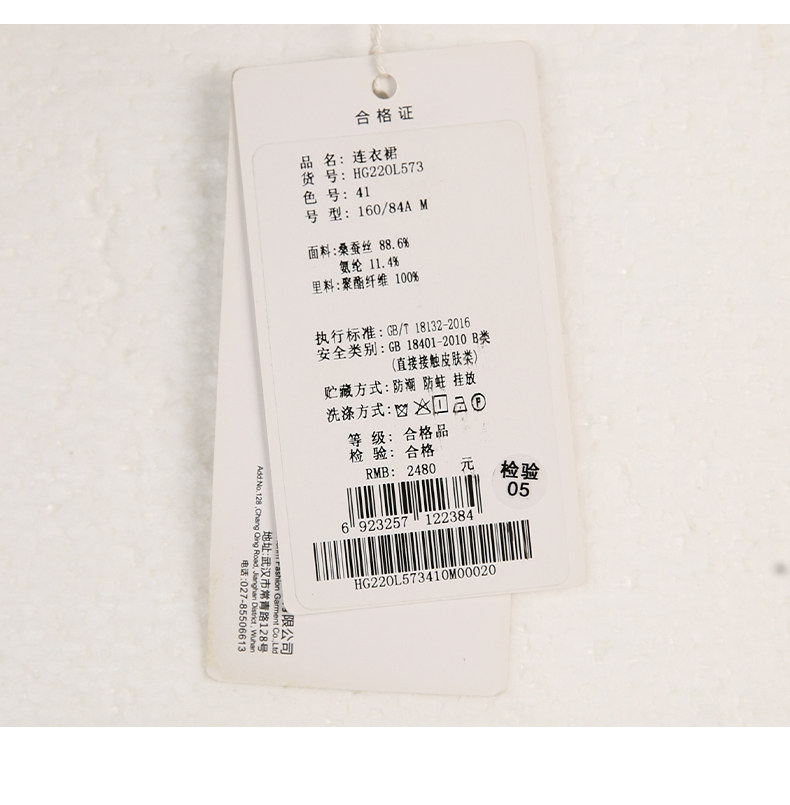 合格证
品 名: 连衣裙
货 号: HG220L573
色 号: 41
号 型: 160/84A M
面料:桑蚕丝 88.6%
氨纶 11.4%
里料:聚酯纤维 100%
执行标准: GB/T 18132-2016
安全类别: GB 18401-2010 B类
(直接接触皮肤类)
贮藏方式: 防潮 防蛀 挂放
洗涤方式:
等 级: 合格品
检 验: 合格
RMB: 2480 元
检验
05
6 923257 122384
HG220L573410M00020
限公司
Fashion Garment Co.,Ltd
地址:武汉市常青路128号
Add:No.128 ,Chang Qing Road, Jianghan District, Wuhan
电话:027-85506613